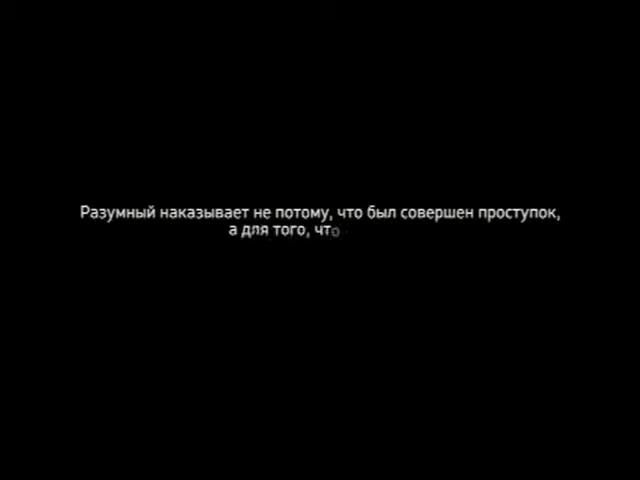 Разумный наказывает не потому, что был совершен проступок,
а для того, что